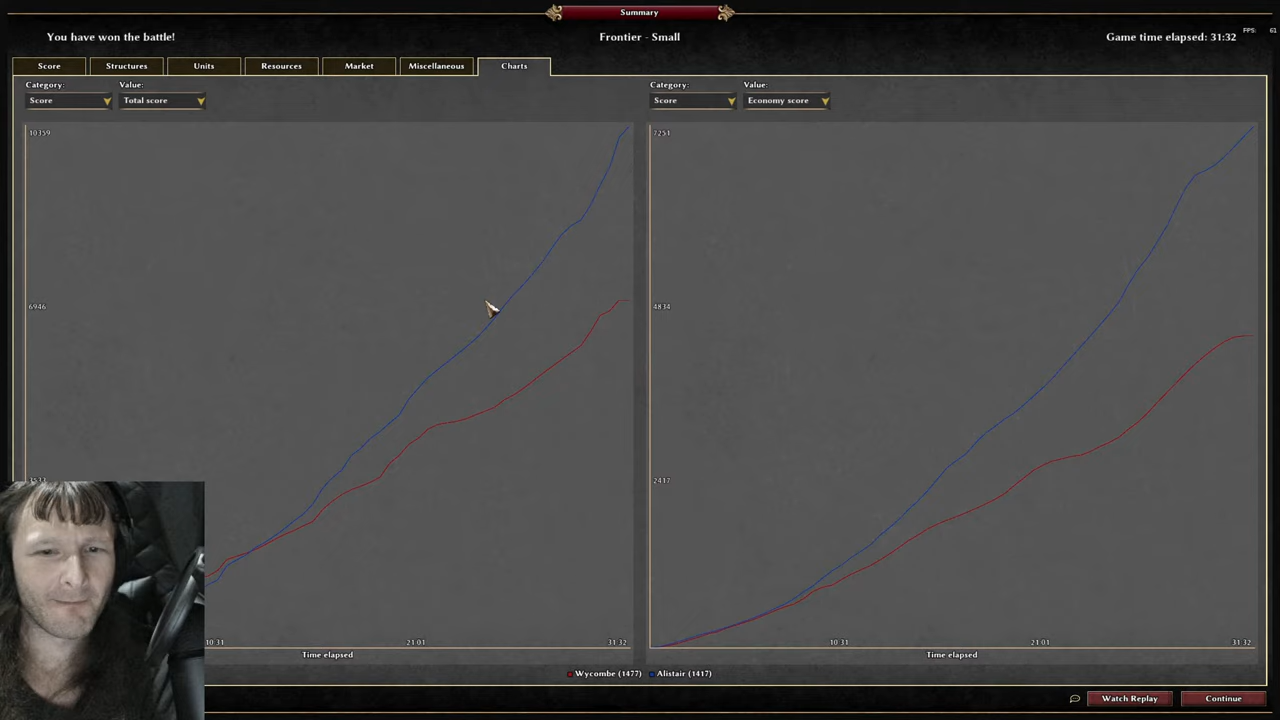 Summary
You have won the battle!
Frontier - Small
Game time elapsed: 31:32
FPS: 61
Score
Structures
Units
Resources
Market
Miscellaneous
Charts
Category:
Value:
Score
Total score
Category:
Value:
Score
Economy score
10359
6946
10:31
21:01
31:32
Time elapsed
7251
4834
2417
10:31
21:01
31:32
Time elapsed
Wycombe (1477)
Alistair (1417)
Watch Replay
Continue